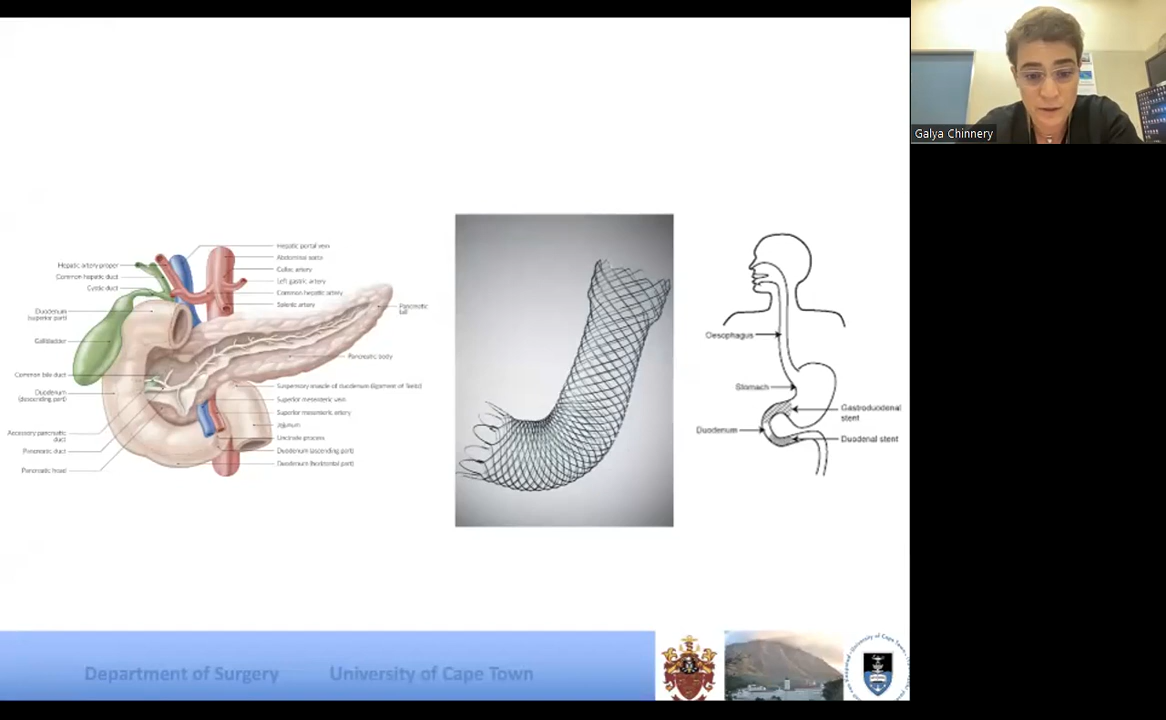 Hepatic portal vein
Abdominal aorta
Celiac artery
Left gastric artery
Common hepatic artery
Splenic artery
Hepatic artery proper
Common hepatic duct
Cystic duct
Duodenum
(superior part)
Gallbladder
Common bile duct
Duodenum
(descending part)
Accessory pancreatic
duct
Pancreatic duct
Pancreatic head
Pancreatic
tail
Pancreatic body
Suspensory muscle of duodenum (ligament of Treitz)
Superior mesenteric vein
Superior mesenteric artery
Jejunum
Uncinate process
Duodenum (ascending part)
Duodenum (horizontal part)
Oesophagus
Stomach
Duodenum
Gastroduodenal
stent
Duodenal stent
Department of Surgery University of Cape Town
Galya Chinnery